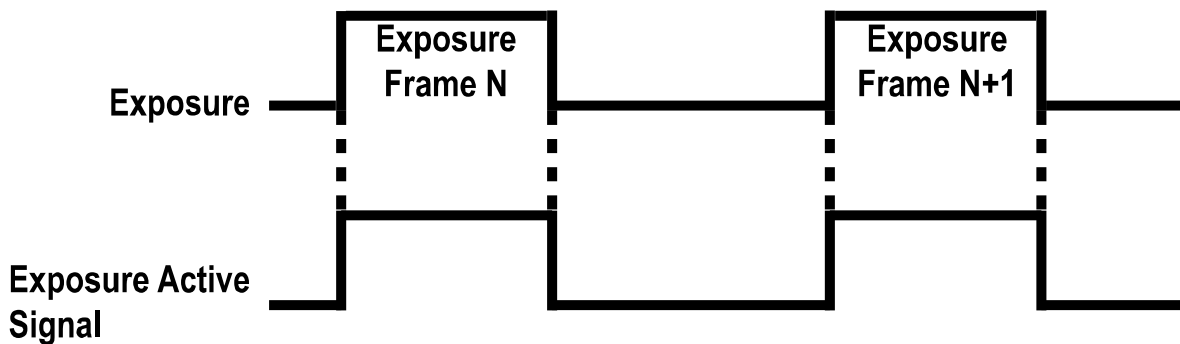 Exposure
Frame N
Exposure
Frame N+1
Exposure
Exposure Active
Signal